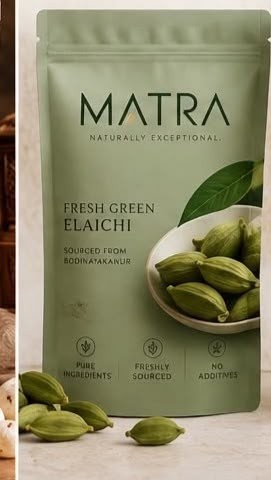 MATRA
NATURALLY EXCEPTIONAL.
FRESH GREEN
ELAICHI
SOURCED FROM
BODINAYAKANUR
PURE
INGREDIENTS
FRESHLY
SOURCED
NO
ADDITIVES